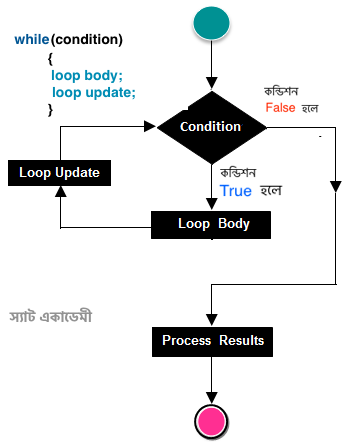 while(condition)
{
loop body;
loop update;
}
কন্ডিশন
False হলে
Condition
কন্ডিশন
True হলে
Loop Update
Loop Body
স্যাট একাডেমী
Process Results